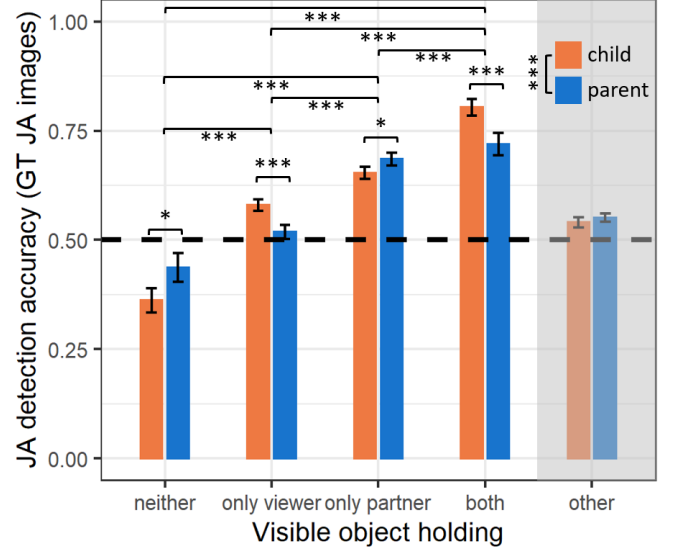 JA detection accuracy (GT JA images)
1.00
0.75
0.50
0.25
0.00
***
***
***
***
***
***
***
*
***
*
***
child
parent
neither
only viewer
only partner
both
other
Visible object holding